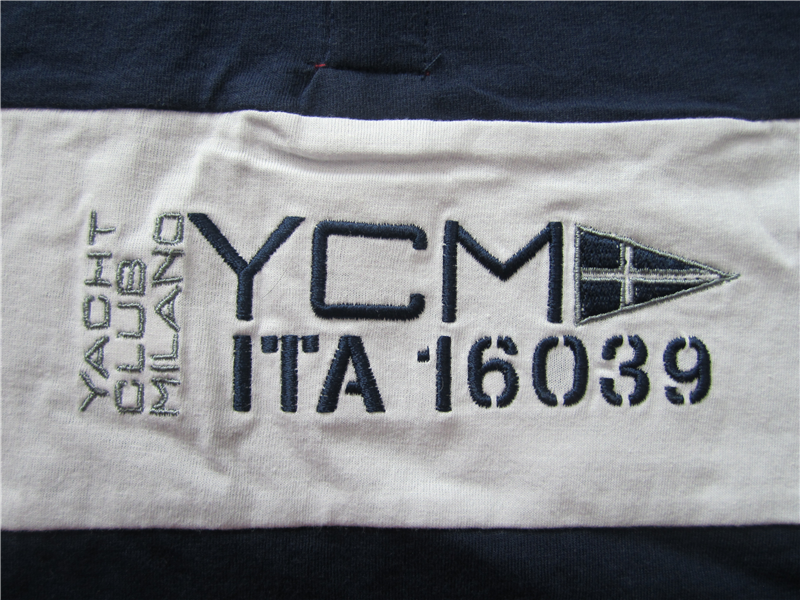 YACHT
CLUB
MILANO
YCM
ITA 16039